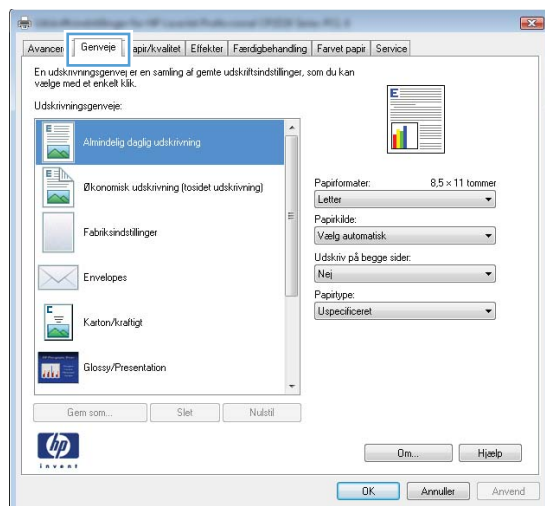 Avancer
Genveje
apir/kvalitet
Effekter
Færdigbehandling
Farvet papir
Service
En udskrivningsgenvej er en samling af gemte udskriftsindstillinger, som du kan
vælge med et enkelt klik.
Udskrivningsgenveje:
Almindelig daglig udskrivning
Økonomisk udskrivning (tosidet udskrivning)
Fabriksindstillinger
Envelopes
Karton/kraftigt
Glossy/Presentation
Papirformater: 8,5 × 11 tommer
Letter
Papirkilde:
Vælg automatisk
Udskriv på begge sider:
Nej
Papirtype:
Uspecificeret
Gem som...
Slet
Nulstil
hp
invent
Om...
Hjælp
OK
Annuller
Anvend